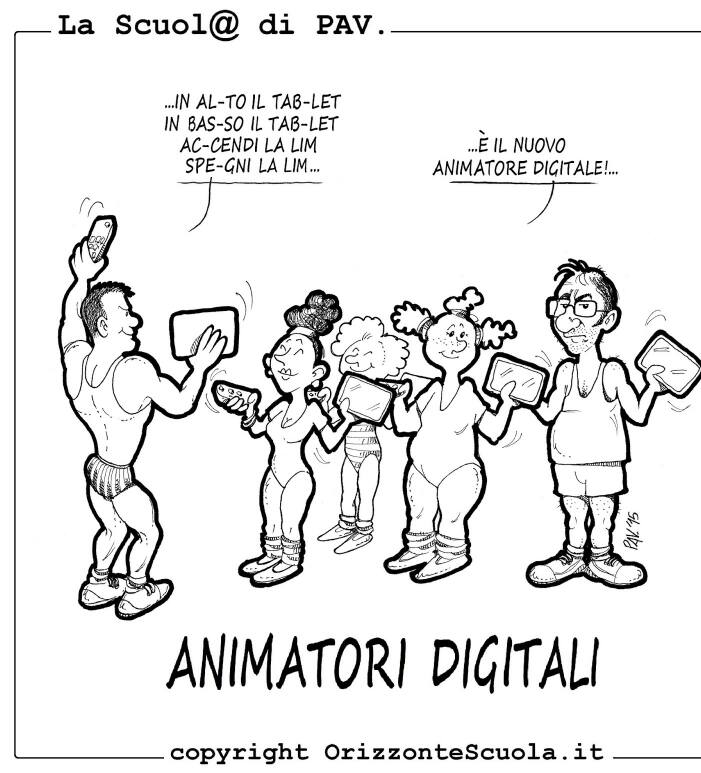 La Scuol@ di PAV.
...IN AL-TO IL TAB-LET
IN BAS-SO IL TAB-LET
AC-CENDI LA LIM
SPE-GNI LA LIM...
...È IL NUOVO
ANIMATORE DIGITALE!...
PAV '15
ANIMATORI DIGITALI
copyright OrizzonteScuola.it